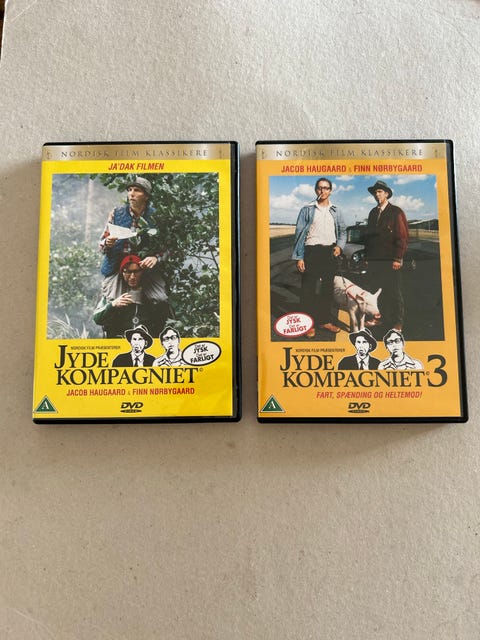 NORDISK FILM KLASSIKERE
JA'DAK FILMEN
NORDISK FILM PRÆSENTERER
JYDE
KOMPAGNIET
JYSK
FARLIGT
JACOB HAUGAARD & FINN NØRBYGAARD
A
DVD
NORDISK FILM KLASSIKERE
JACOB HAUGAARD & FINN NØRBYGAARD
JYSK
FARLIGT
NORDISK FILM PRÆSENTERER
JYDE
KOMPAGNIET 3
FART, SPÆNDING OG HELTEMOD!
A
DVD